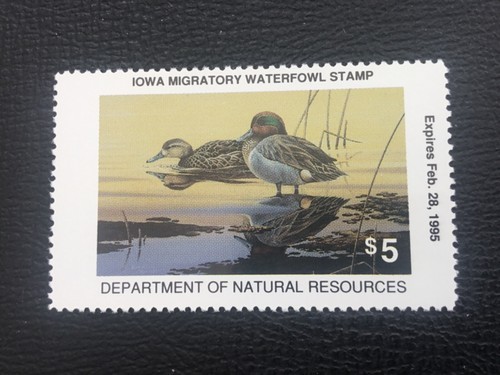 IOWA MIGRATORY WATERFOWL STAMP
Expires Feb. 28, 1995
$5
DEPARTMENT OF NATURAL RESOURCES